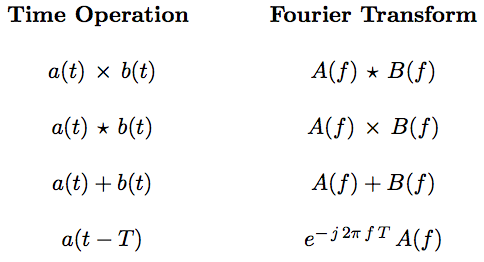 Time Operation Fourier Transform
a(t) × b(t) A(f) ⋆ B(f)
a(t) ⋆ b(t) A(f) × B(f)
a(t) + b(t) A(f) + B(f)
a(t − T) e^{−j 2π f T} A(f)